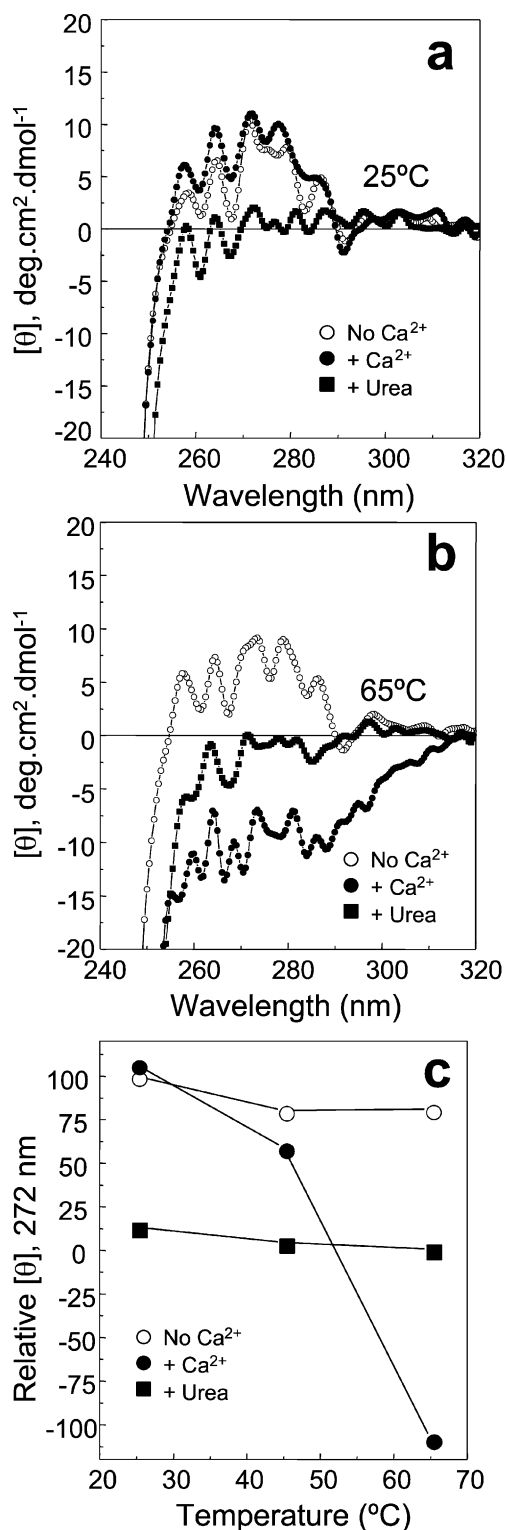 20
15
10
5
0
-5
-10
-15
-20
[θ], deg.cm².dmol⁻¹
a
25ºC
○ No Ca²⁺
● + Ca²⁺
■ + Urea
240 260 280 300 320
Wavelength (nm)
20
15
10
5
0
-5
-10
-15
-20
[θ], deg.cm².dmol⁻¹
b
65ºC
○ No Ca²⁺
● + Ca²⁺
■ + Urea
240 260 280 300 320
Wavelength (nm)
100
75
50
25
0
-25
-50
-75
-100
Relative [θ], 272 nm
c
○ No Ca²⁺
● + Ca²⁺
■ + Urea
20 30 40 50 60 70
Temperature (ºC)